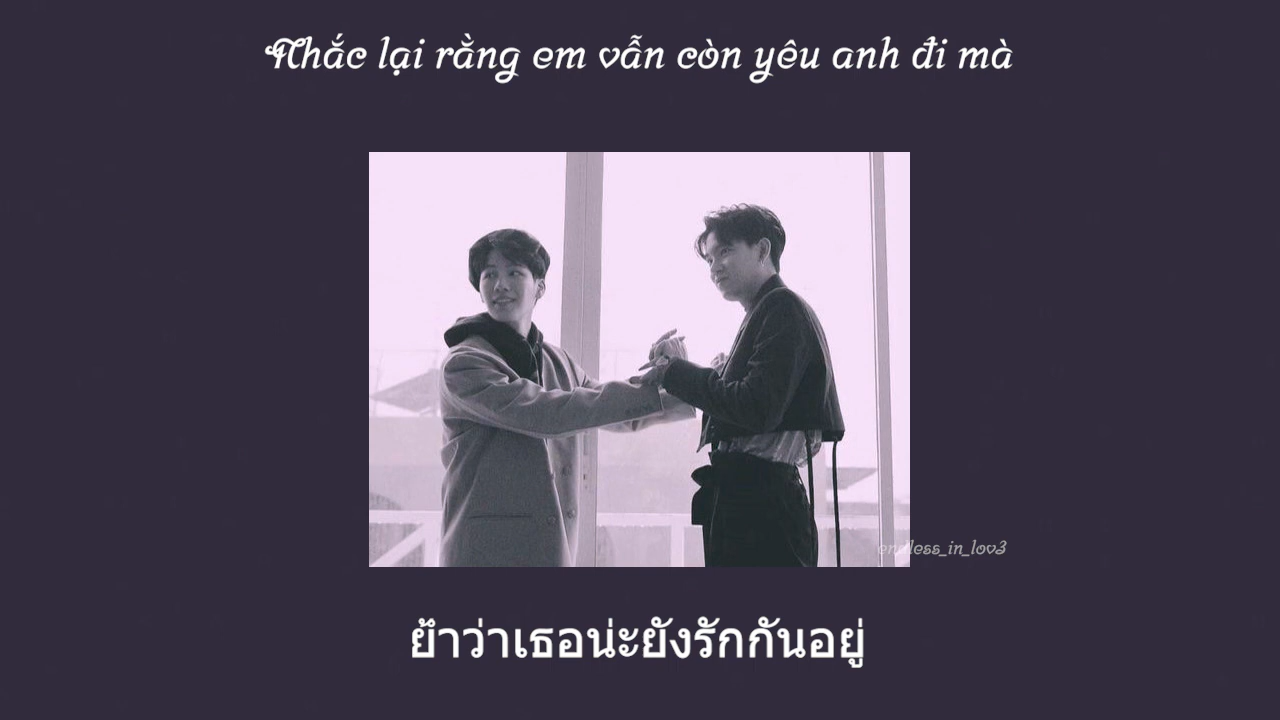 Nhắc lại rằng em vẫn còn yêu anh đi mà
endless_in_lov3
ย้ำว่าเธอน่ะยังรักกันอยู่